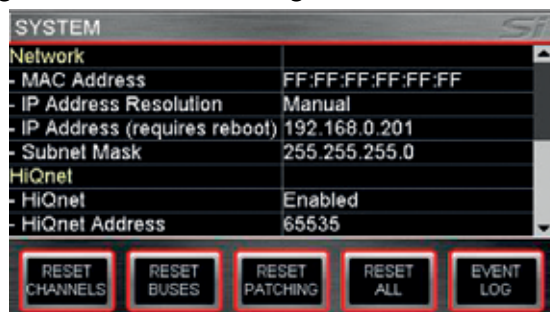 SYSTEM Si
Network
- MAC Address FF:FF:FF:FF:FF:FF
- IP Address Resolution Manual
- IP Address (requires reboot) 192.168.0.201
- Subnet Mask 255.255.255.0
HiQnet
- HiQnet Enabled
- HiQnet Address 65535
RESET CHANNELS
RESET BUSES
RESET PATCHING
RESET ALL
EVENT LOG